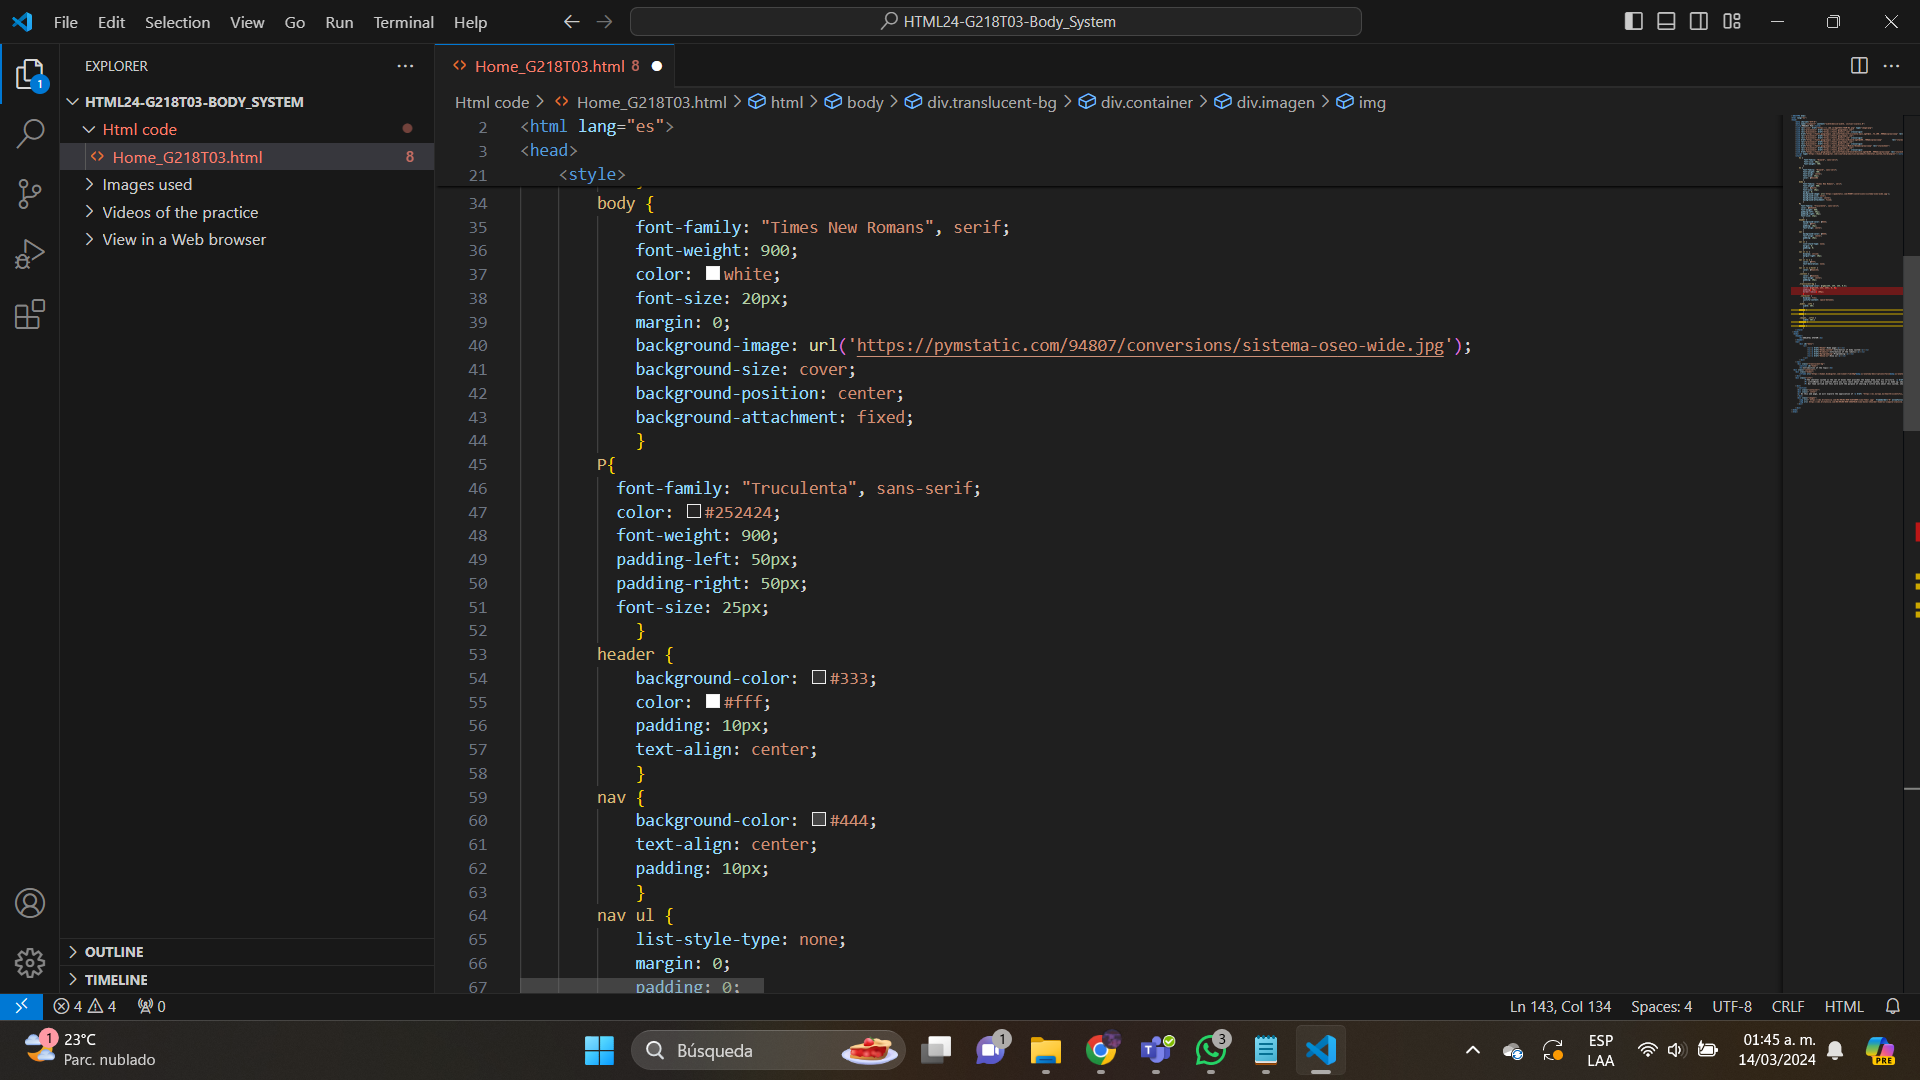 File Edit Selection View Go Run Terminal Help
HTML24-G218T03-Body_System
EXPLORER
HTML24-G218T03-BODY_SYSTEM
Html code
Home_G218T03.html 8
Images used
Videos of the practice
View in a Web browser
OUTLINE
TIMELINE
1
Home_G218T03.html 8
Html code > Home_G218T03.html > html > body > div.translucent-bg > div.container > div.imagen > img
2 <html lang="es">
3 <head>
21 <style>
34 body {
35 font-family: "Times New Romans", serif;
36 font-weight: 900;
37 color: white;
38 font-size: 20px;
39 margin: 0;
40 background-image: url('https://pymstatic.com/94807/conversions/sistema-oseo-wide.jpg');
41 background-size: cover;
42 background-position: center;
43 background-attachment: fixed;
44 }
45 P{
46 font-family: "Truculenta", sans-serif;
47 color: #252424;
48 font-weight: 900;
49 padding-left: 50px;
50 padding-right: 50px;
51 font-size: 25px;
52 }
53 header {
54 background-color: #333;
55 color: #fff;
56 padding: 10px;
57 text-align: center;
58 }
59 nav {
60 background-color: #444;
61 text-align: center;
62 padding: 10px;
63 }
64 nav ul {
65 list-style-type: none;
66 margin: 0;
67 padding: 0;
4 4 0
Ln 143, Col 134 Spaces: 4 UTF-8 CRLF HTML
1
23°C
Parc. nublado
Búsqueda
1
3
ESP
LAA
01:45 a. m.
14/03/2024
PRE